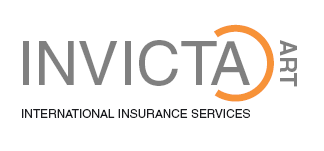 INVICTA
ART
INTERNATIONAL INSURANCE SERVICES